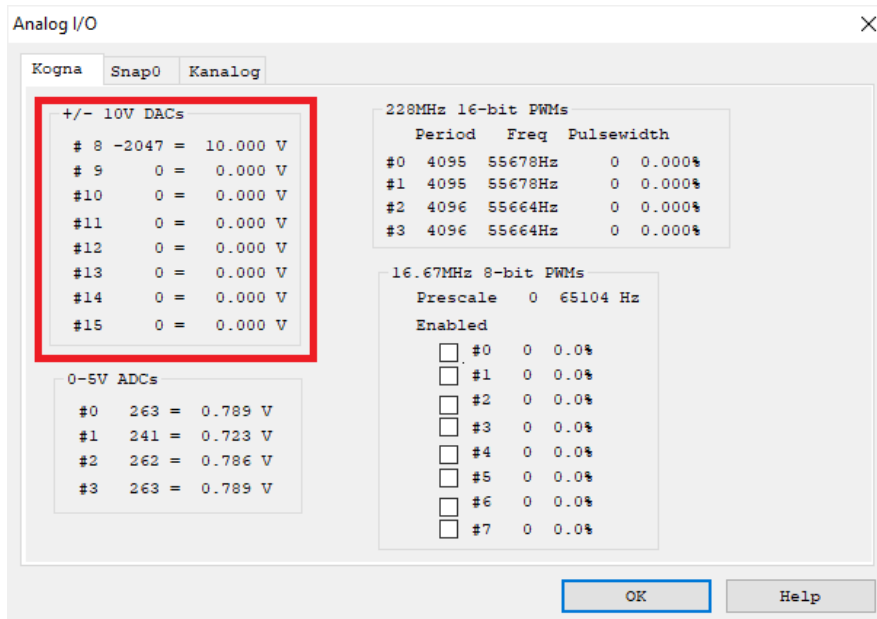 Analog I/O
Kogna Snap0 Kanalog
+/- 10V DACs
# 8 -2047 = 10.000 V
# 9 0 = 0.000 V
#10 0 = 0.000 V
#11 0 = 0.000 V
#12 0 = 0.000 V
#13 0 = 0.000 V
#14 0 = 0.000 V
#15 0 = 0.000 V
0-5V ADCs
#0 263 = 0.789 V
#1 241 = 0.723 V
#2 262 = 0.786 V
#3 263 = 0.789 V
228MHz 16-bit PWMs
Period Freq Pulsewidth
#0 4095 55678Hz 0 0.000%
#1 4095 55678Hz 0 0.000%
#2 4096 55664Hz 0 0.000%
#3 4096 55664Hz 0 0.000%
16.67MHz 8-bit PWMs
Prescale 0 65104 Hz
Enabled
#0 0 0.0%
#1 0 0.0%
#2 0 0.0%
#3 0 0.0%
#4 0 0.0%
#5 0 0.0%
#6 0 0.0%
#7 0 0.0%
OK Help